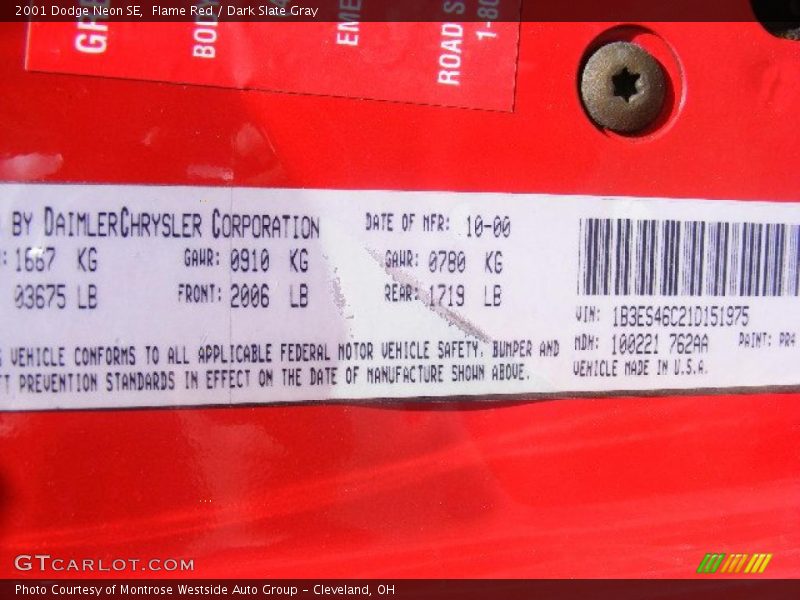 2001 Dodge Neon SE,  Flame Red / Dark Slate Gray
ROAD S
1-80
BY DAIMLERCHRYSLER CORPORATION
DATE OF MFR: 10-00
1667 KG GAWR: 0910 KG GAWR: 0780 KG
03675 LB FRONT: 2006 LB REAR: 1719 LB
VIN: 1B3ES46C21D151975
MDH: 100221 762AA PAINT: PR4
VEHICLE MADE IN U.S.A.
VEHICLE CONFORMS TO ALL APPLICABLE FEDERAL MOTOR VEHICLE SAFETY, BUMPER AND
T PREVENTION STANDARDS IN EFFECT ON THE DATE OF MANUFACTURE SHOWN ABOVE.
GTCARLOT.COM
Photo Courtesy of Montrose Westside Auto Group - Cleveland, OH